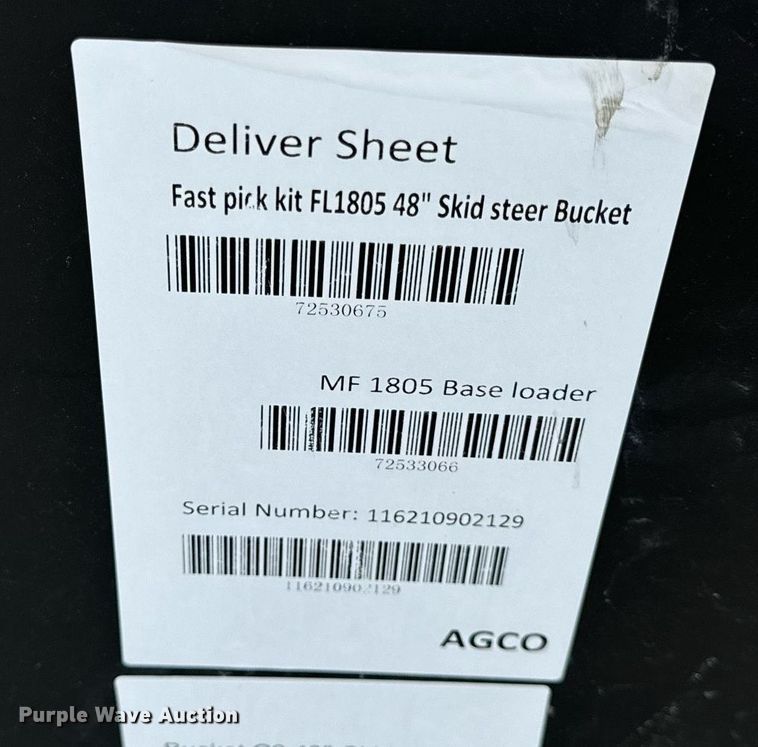 Deliver Sheet
Fast pick kit FL1805 48" Skid steer Bucket
72530675
MF 1805 Base loader
72533066
Serial Number: 116210902129
116210902129
AGCO
Purple Wave Auction